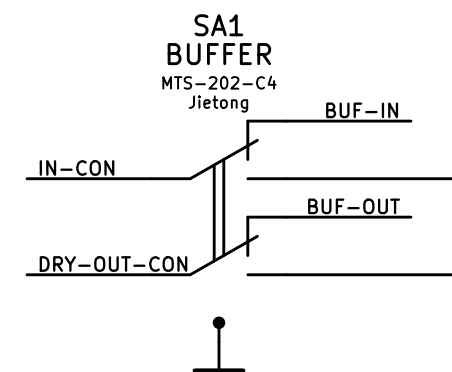 SA1
BUFFER
MTS-202-C4
Jietong
BUF-IN
IN-CON
BUF-OUT
DRY-OUT-CON